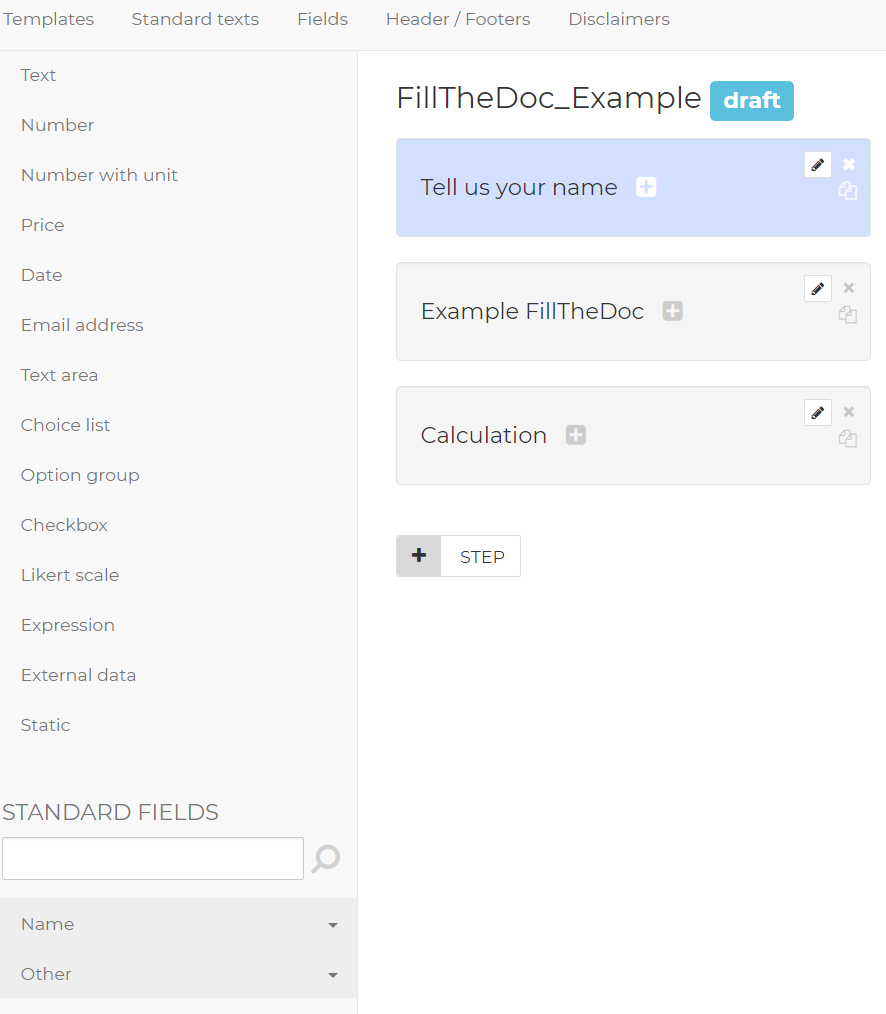 Templates Standard texts Fields Header / Footers Disclaimers
Text
Number
Number with unit
Price
Date
Email address
Text area
Choice list
Option group
Checkbox
Likert scale
Expression
External data
Static
STANDARD FIELDS
Name
Other
FillTheDoc_Example draft
Tell us your name
Example FillTheDoc
Calculation
STEP